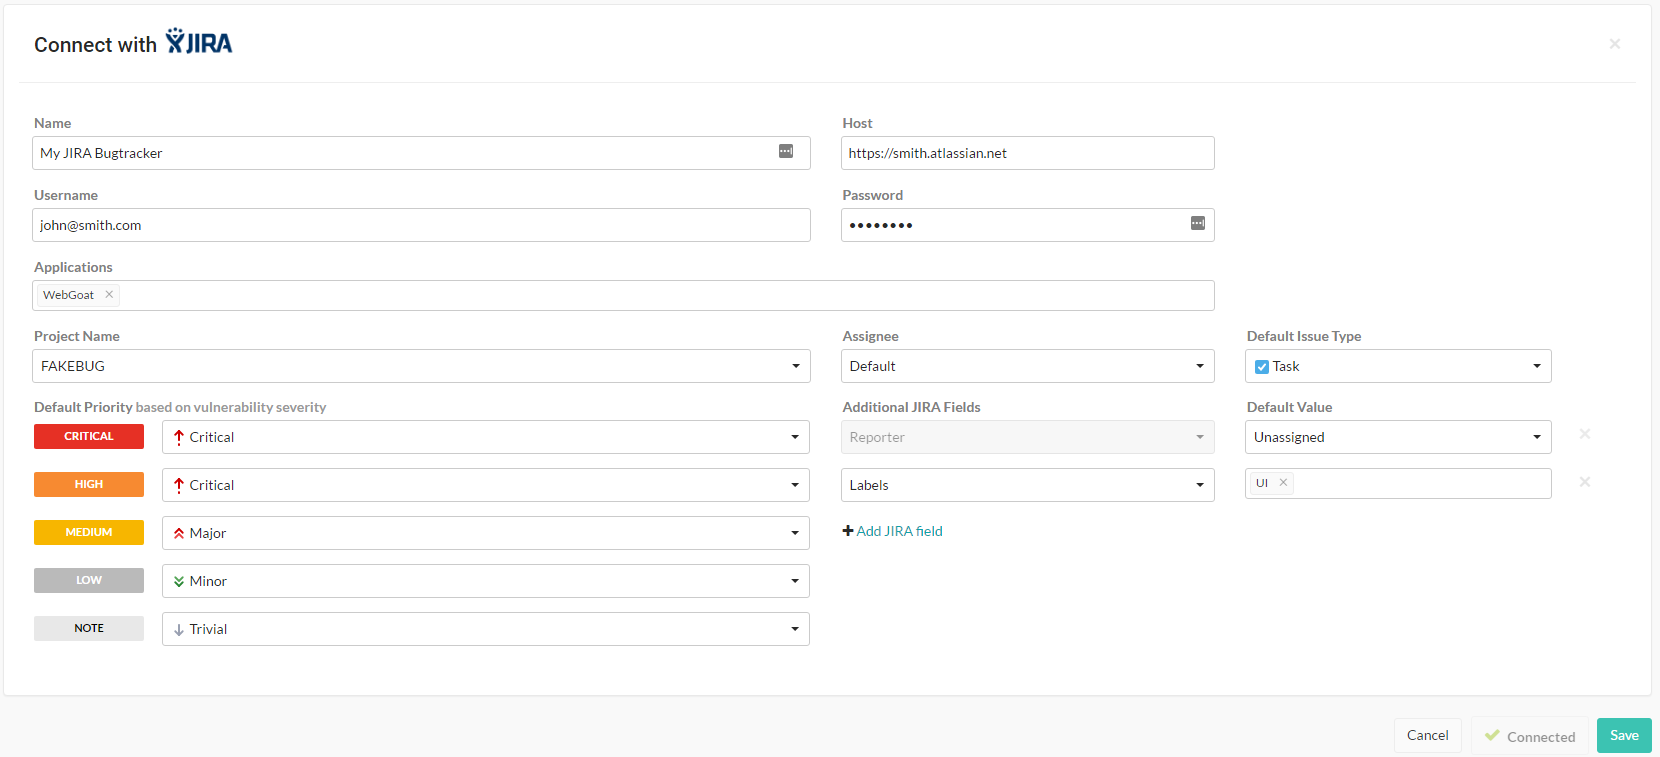 Connect with JIRA
Name
Host
My JIRA Bugtracker
https://smith.atlassian.net
Username
Password
john@smith.com
••••••••
Applications
WebGoat ×
Project Name
Assignee
Default Issue Type
FAKEBUG
Default
Task
Default Priority based on vulnerability severity
Additional JIRA Fields
Default Value
CRITICAL
Critical
Reporter
Unassigned
HIGH
Critical
Labels
UI ×
MEDIUM
Major
+ Add JIRA field
LOW
Minor
NOTE
Trivial
Cancel
Connected
Save